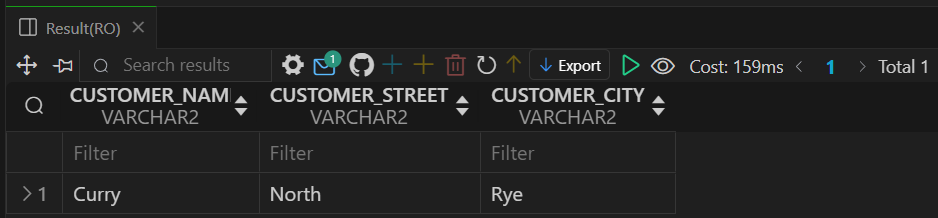 Result(RO)
Search results 1 Export Cost: 159ms 1 Total 1
CUSTOMER_NAM CUSTOMER_STREET CUSTOMER_CITY
VARCHAR2 VARCHAR2 VARCHAR2
Filter Filter Filter
1 Curry North Rye